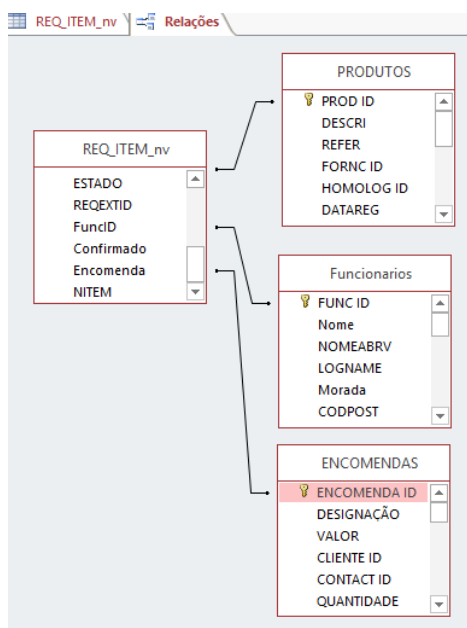 REQ_ITEM_nv
Relações
REQ_ITEM_nv
ESTADO
REQEXTID
FuncID
Confirmado
Encomenda
NITEM
PRODUTOS
PROD ID
DESCRI
REFER
FORNC ID
HOMOLOG ID
DATAREG
Funcionarios
FUNC ID
Nome
NOMEABRV
LOGNAME
Morada
CODPOST
ENCOMENDAS
ENCOMENDA ID
DESIGNAÇÃO
VALOR
CLIENTE ID
CONTACT ID
QUANTIDADE